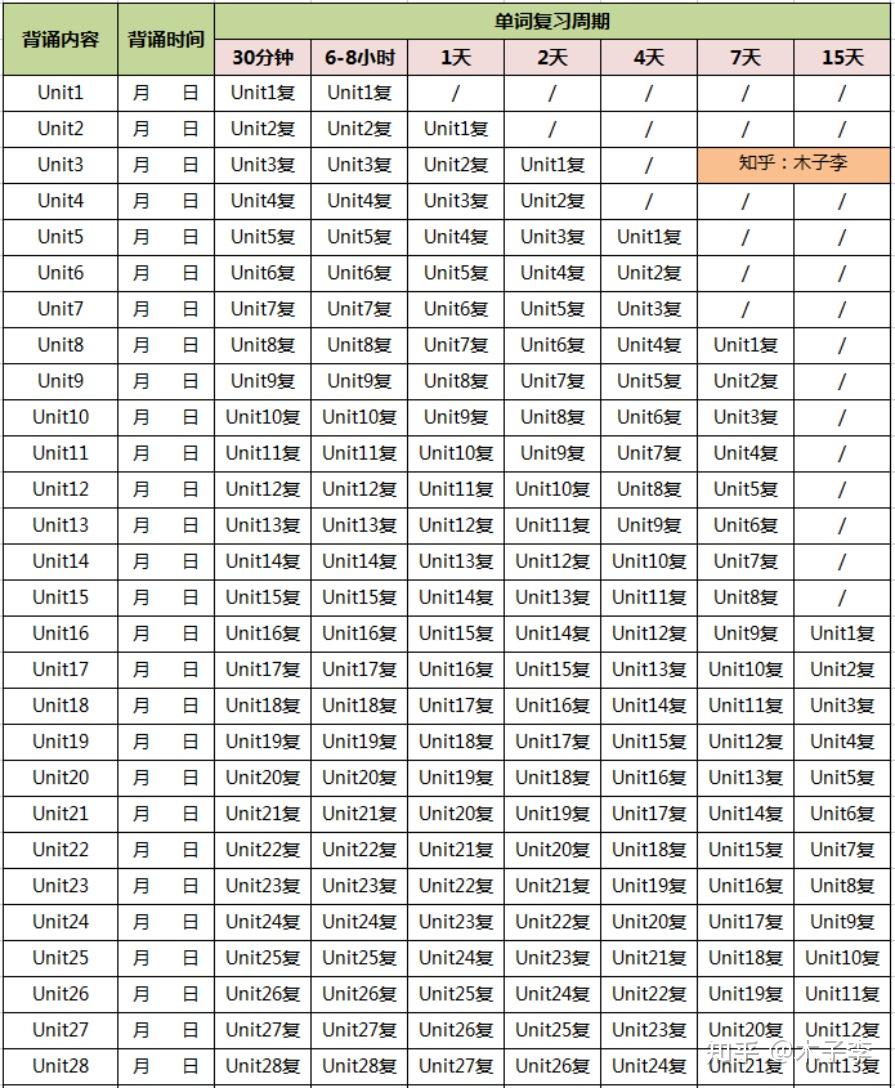 背诵内容 背诵时间 单词复习周期
30分钟 6-8小时 1天 2天 4天 7天 15天
Unit1 月 日 Unit1复 Unit1复 / / / / /
Unit2 月 日 Unit2复 Unit2复 Unit1复 / / / /
Unit3 月 日 Unit3复 Unit3复 Unit2复 Unit1复 / 知乎：木子李
Unit4 月 日 Unit4复 Unit4复 Unit3复 Unit2复 / / /
Unit5 月 日 Unit5复 Unit5复 Unit4复 Unit3复 Unit1复 / /
Unit6 月 日 Unit6复 Unit6复 Unit5复 Unit4复 Unit2复 / /
Unit7 月 日 Unit7复 Unit7复 Unit6复 Unit5复 Unit3复 / /
Unit8 月 日 Unit8复 Unit8复 Unit7复 Unit6复 Unit4复 Unit1复 /
Unit9 月 日 Unit9复 Unit9复 Unit8复 Unit7复 Unit5复 Unit2复 /
Unit10 月 日 Unit10复 Unit10复 Unit9复 Unit8复 Unit6复 Unit3复 /
Unit11 月 日 Unit11复 Unit11复 Unit10复 Unit9复 Unit7复 Unit4复 /
Unit12 月 日 Unit12复 Unit12复 Unit11复 Unit10复 Unit8复 Unit5复 /
Unit13 月 日 Unit13复 Unit13复 Unit12复 Unit11复 Unit9复 Unit6复 /
Unit14 月 日 Unit14复 Unit14复 Unit13复 Unit12复 Unit10复 Unit7复 /
Unit15 月 日 Unit15复 Unit15复 Unit14复 Unit13复 Unit11复 Unit8复 /
Unit16 月 日 Unit16复 Unit16复 Unit15复 Unit14复 Unit12复 Unit9复 Unit1复
Unit17 月 日 Unit17复 Unit17复 Unit16复 Unit15复 Unit13复 Unit10复 Unit2复
Unit18 月 日 Unit18复 Unit18复 Unit17复 Unit16复 Unit14复 Unit11复 Unit3复
Unit19 月 日 Unit19复 Unit19复 Unit18复 Unit17复 Unit15复 Unit12复 Unit4复
Unit20 月 日 Unit20复 Unit20复 Unit19复 Unit18复 Unit16复 Unit13复 Unit5复
Unit21 月 日 Unit21复 Unit21复 Unit20复 Unit19复 Unit17复 Unit14复 Unit6复
Unit22 月 日 Unit22复 Unit22复 Unit21复 Unit20复 Unit18复 Unit15复 Unit7复
Unit23 月 日 Unit23复 Unit23复 Unit22复 Unit21复 Unit19复 Unit16复 Unit8复
Unit24 月 日 Unit24复 Unit24复 Unit23复 Unit22复 Unit20复 Unit17复 Unit9复
Unit25 月 日 Unit25复 Unit25复 Unit24复 Unit23复 Unit21复 Unit18复 Unit10复
Unit26 月 日 Unit26复 Unit26复 Unit25复 Unit24复 Unit22复 Unit19复 Unit11复
Unit27 月 日 Unit27复 Unit27复 Unit26复 Unit25复 Unit23复 Unit20复 Unit12复
Unit28 月 日 Unit28复 Unit28复 Unit27复 Unit26复 Unit24复 Unit21复 Unit13复
知乎 @木子李